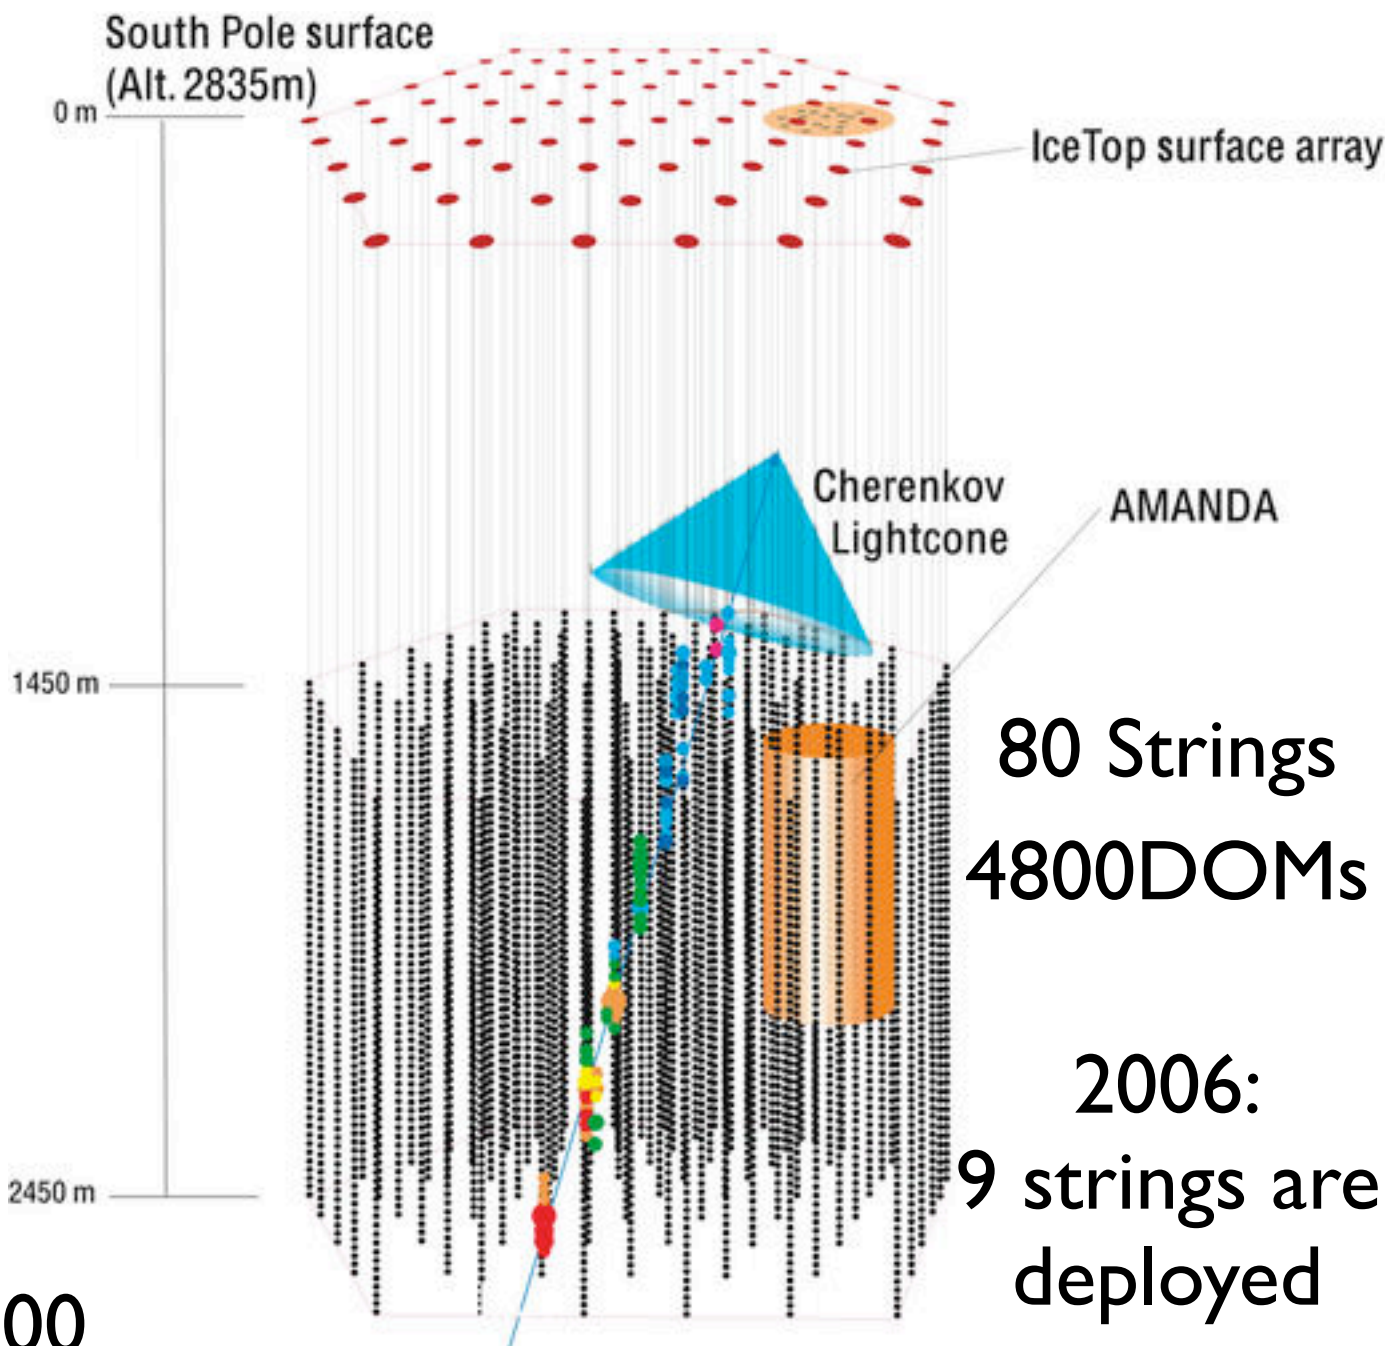 South Pole surface
(Alt. 2835m)
0 m
IceTop surface array
Cherenkov
Lightcone
AMANDA
1450 m
80 Strings
4800DOMs
2006:
9 strings are
deployed
2450 m
00